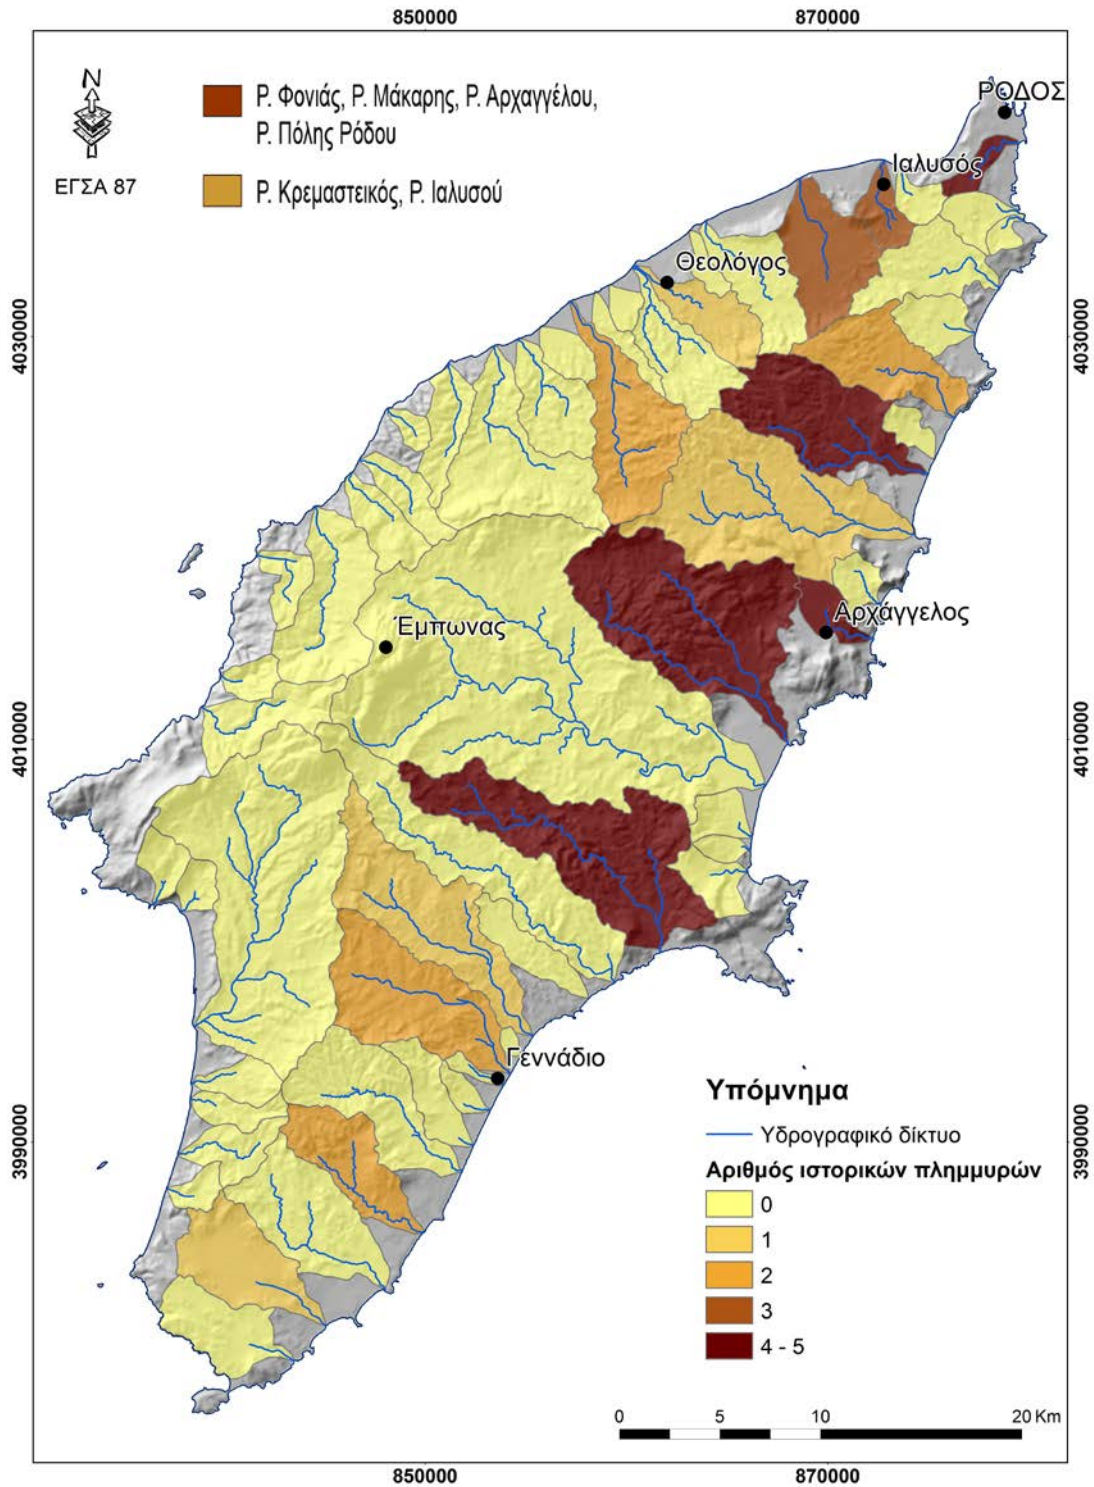 850000
870000
N
ΕΓΣΑ 87
Ρ. Φονιάς, Ρ. Μάκαρης, Ρ. Αρχαγγέλου,
Ρ. Πόλης Ρόδου
Ρ. Κρεμαστεικός, Ρ. Ιαλυσού
ΡΟΔΟΣ
Ιαλυσός
Θεολόγος
4030000
4030000
Αρχάγγελος
Έμπωνας
4010000
4010000
Γεννάδιο
3990000
3990000
Υπόμνημα
Υδρογραφικό δίκτυο
Αριθμός ιστορικών πλημμυρών
0
1
2
3
4 - 5
0 5 10 20 Km
850000
870000